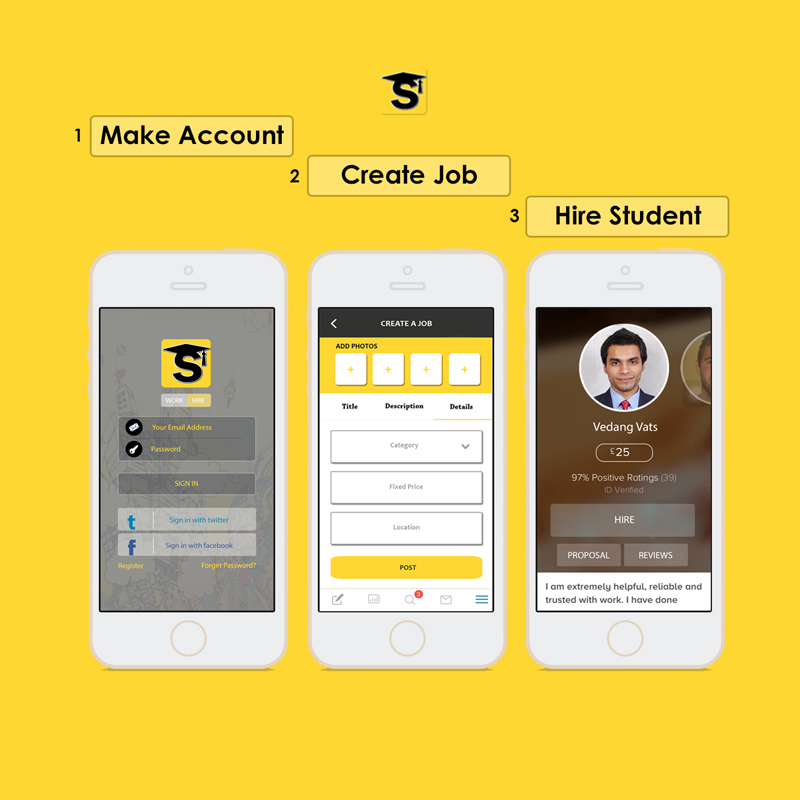 S
1 Make Account
2 Create Job
3 Hire Student
S
WORK HIRE
Your Email Address
Password
SIGN IN
t Sign in with twitter
f Sign in with facebook
Register Forget Password?
CREATE A JOB
ADD PHOTOS
+ + + +
Title Description Details
Category
Fixed Price
Location
POST
3
Vedang Vats
£25
97% Positive Ratings (39)
ID Verified
HIRE
PROPOSAL REVIEWS
I am extremely helpful, reliable and
trusted with work. I have done